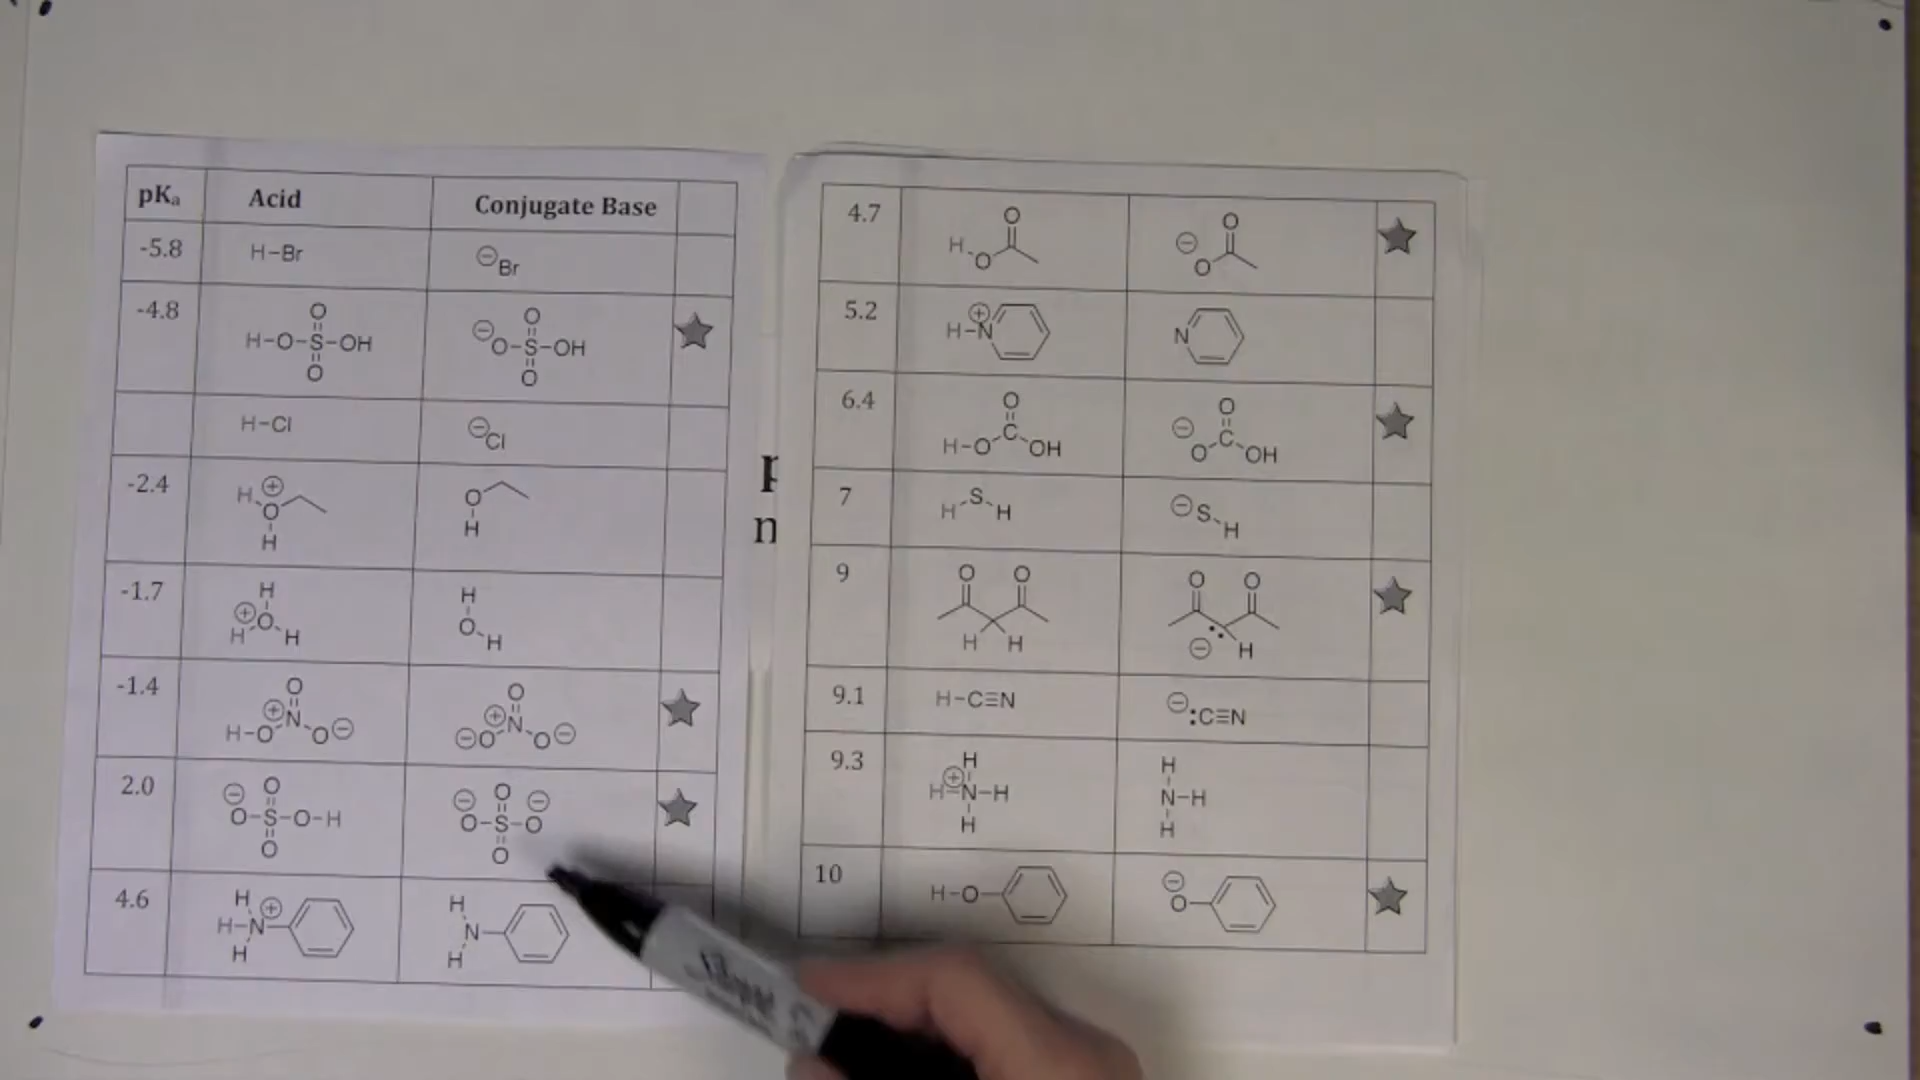 pKₐ Acid Conjugate Base
-5.8 H-Br ⊖Br
-4.8 H-O-S-OH O O ⊖O-S-OH O O
H-Cl ⊖Cl
-2.4 H ⊕ O H O H
-1.7 H ⊕ O H H H O H
-1.4 O ⊕ N H-O O⊖ O ⊕ N ⊖O O⊖
2.0 ⊖ O O-S-O-H O ⊖ O ⊖ O-S-O O
4.6 H H-N ⊕ H H N H
p
n
4.7 O H O O ⊖ O
5.2 H-N ⊕ N
6.4 O H-O C OH O ⊖ O C OH
7 H S H ⊖S H
9 O O H H O O ⊖ H
9.1 H-C≡N ⊖:C≡N
9.3 H ⊕ H-N-H H H N-H H
10 H-O ⊖ O
Sharpie